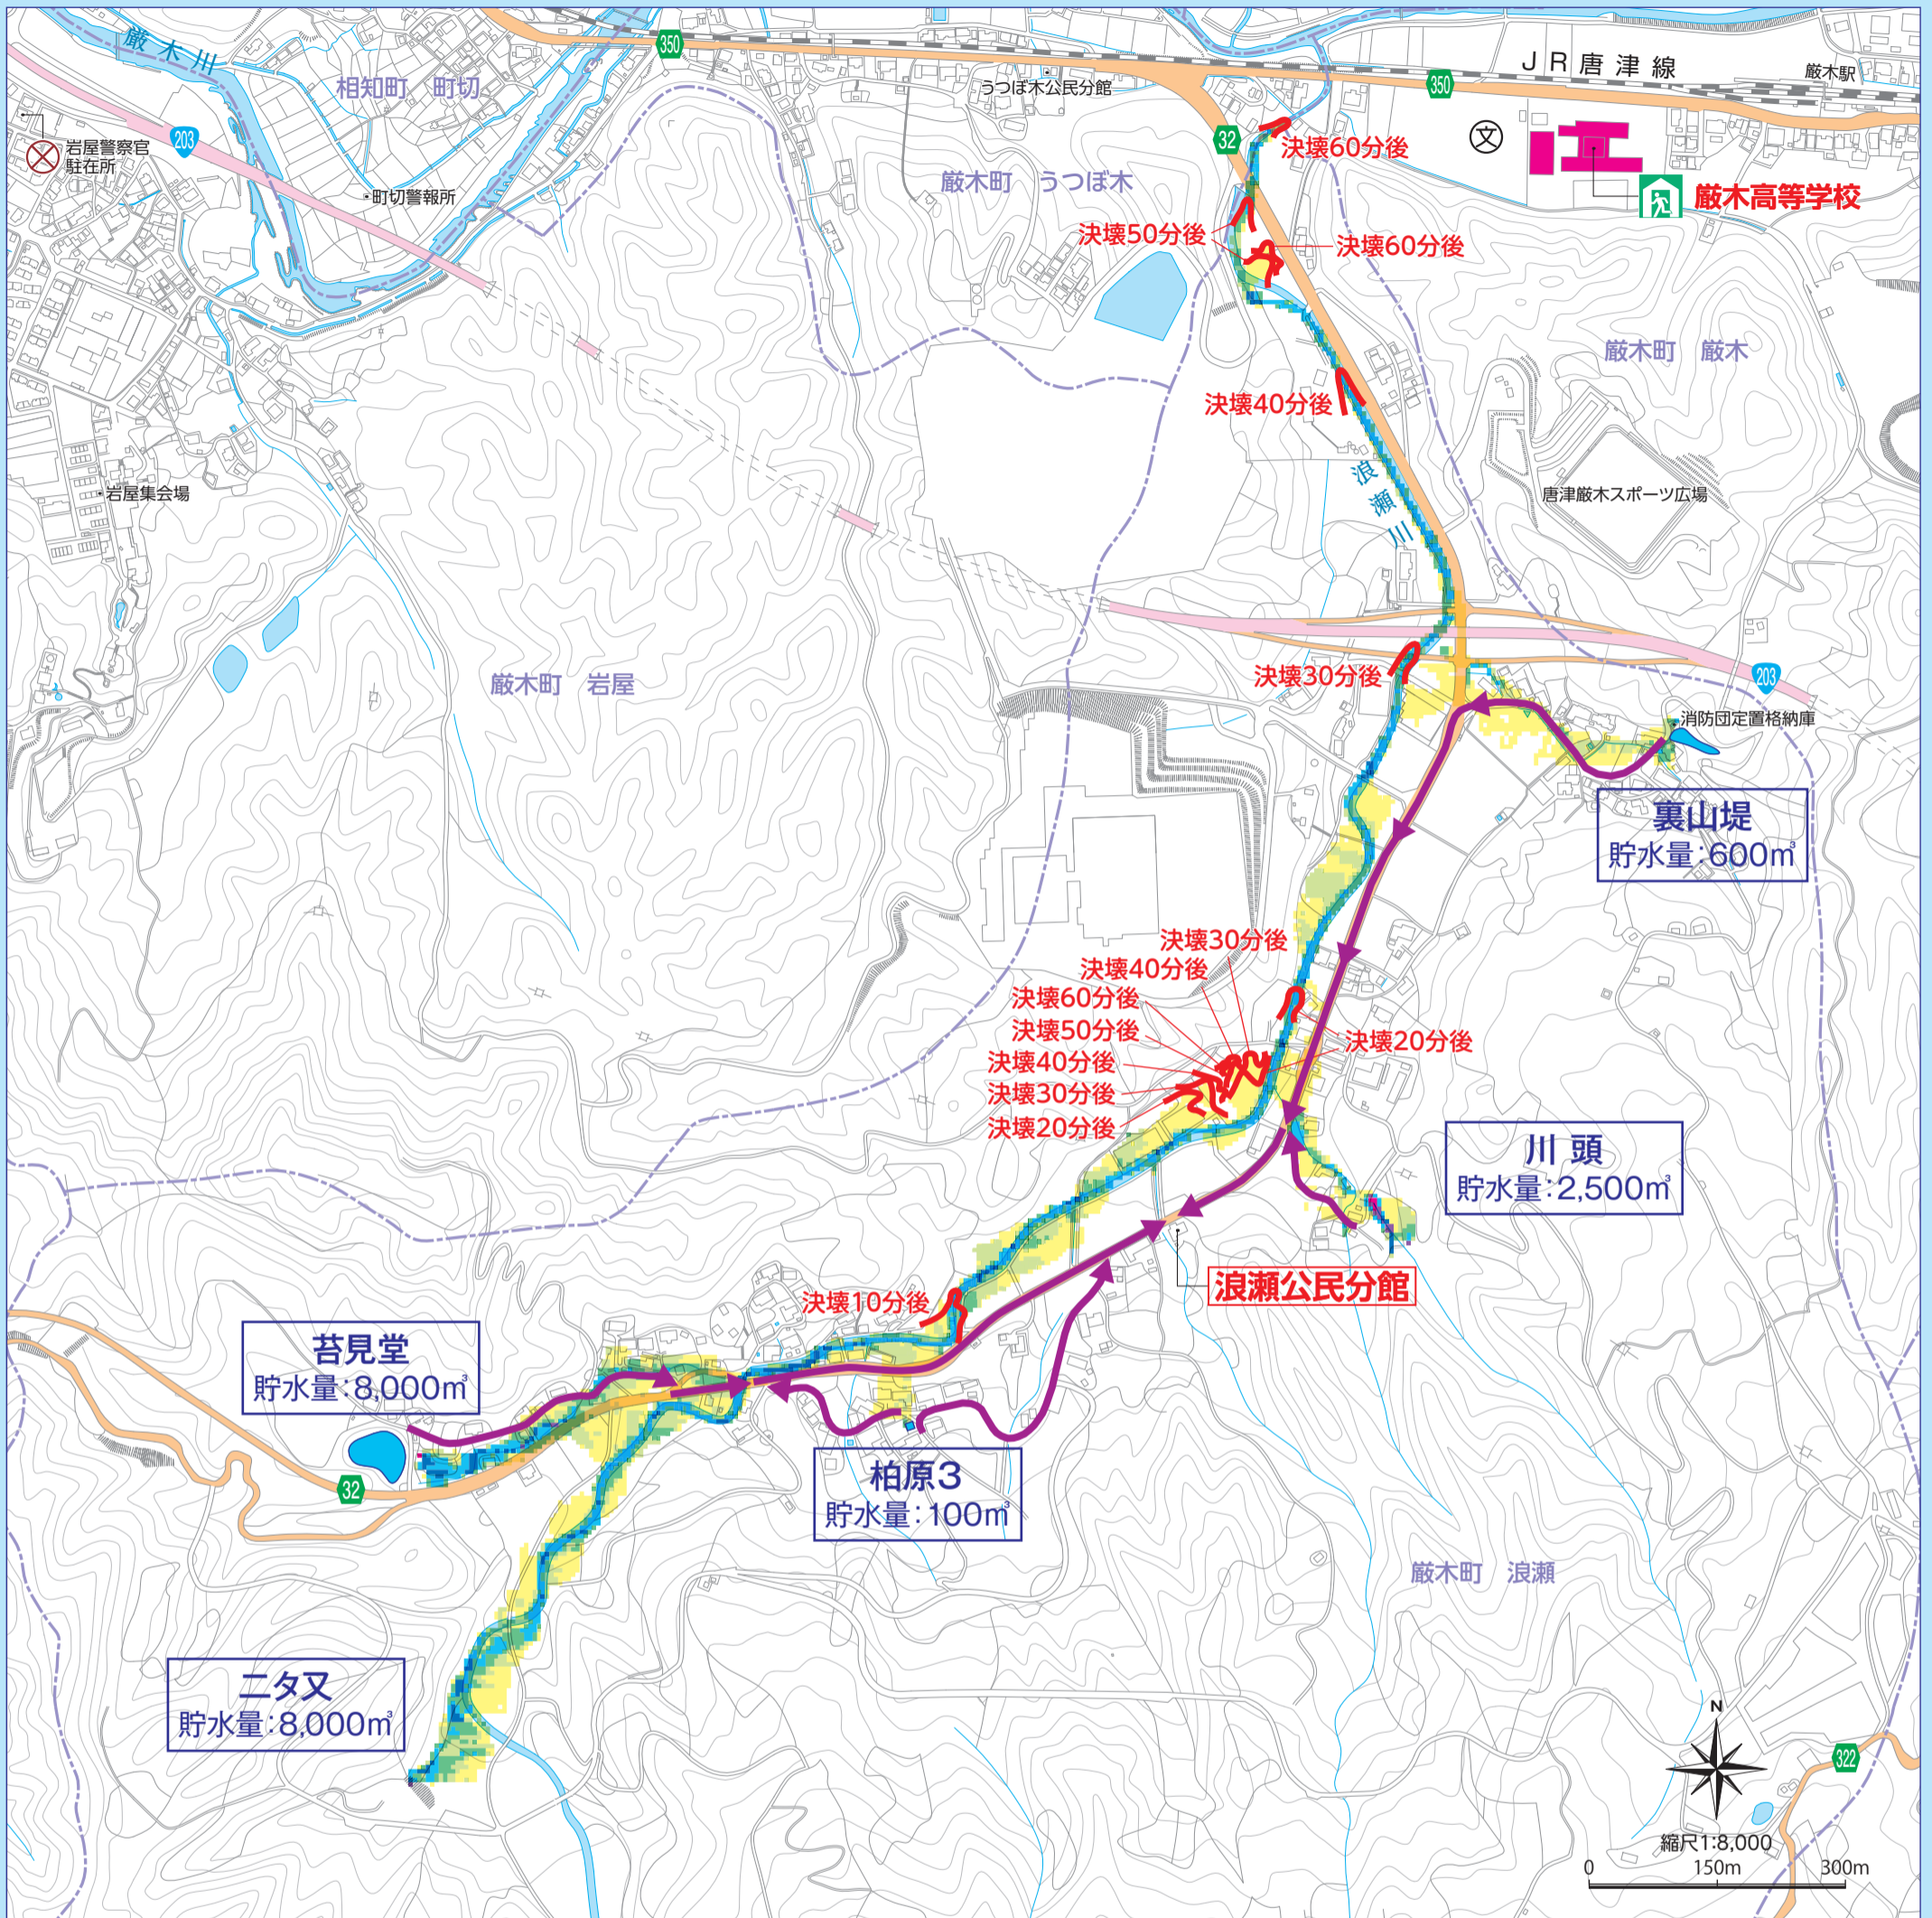 厳木川
相知町 町切
350
うつぼ木公民分館
JR唐津線
350
厳木駅
岩屋警察官
駐在所
203
町切警報所
32
決壊60分後
厳木町 うつぼ木
文
厳木高等学校
決壊50分後
決壊60分後
厳木町 厳木
決壊40分後
浪瀬川
岩屋集会場
唐津厳木スポーツ広場
厳木町 岩屋
決壊30分後
203
消防団定置格納庫
裏山堤
貯水量:600㎥
決壊30分後
決壊40分後
決壊60分後
決壊50分後
決壊40分後
決壊30分後
決壊20分後
決壊20分後
川頭
貯水量:2,500㎥
浪瀬公民分館
決壊10分後
苔見堂
貯水量:8,000㎥
32
柏原3
貯水量:100㎥
厳木町 浪瀬
二タ又
貯水量:8,000㎥
N
322
縮尺1:8,000
0 150m 300m